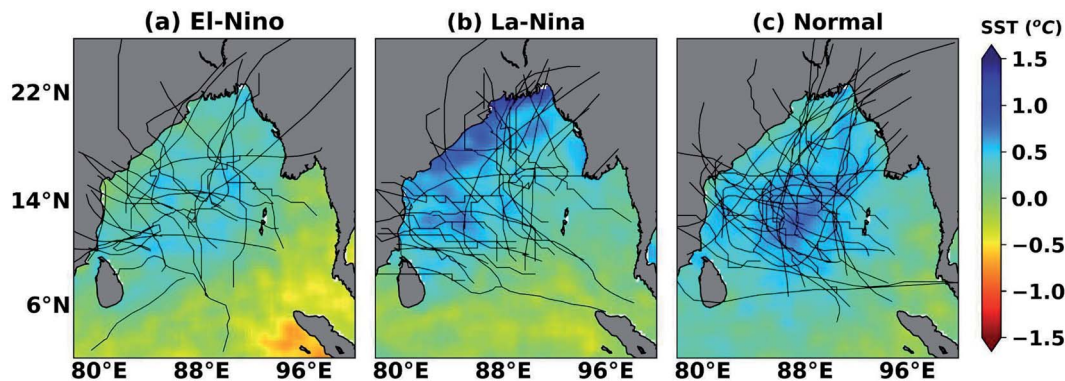 (a) El-Nino (b) La-Nina (c) Normal SST (°C)
22°N
14°N
6°N
80°E 88°E 96°E 80°E 88°E 96°E 80°E 88°E 96°E
1.5
1.0
0.5
0.0
−0.5
−1.0
−1.5